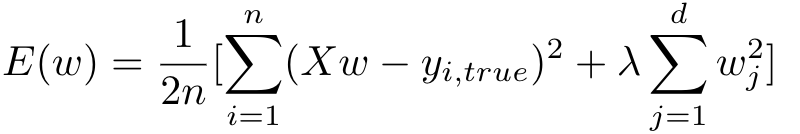 E(w) = \frac{1}{2n} [\sum_{i=1}^{n} (Xw - y_{i,true})^2 + \lambda \sum_{j=1}^{d} w_j^2]